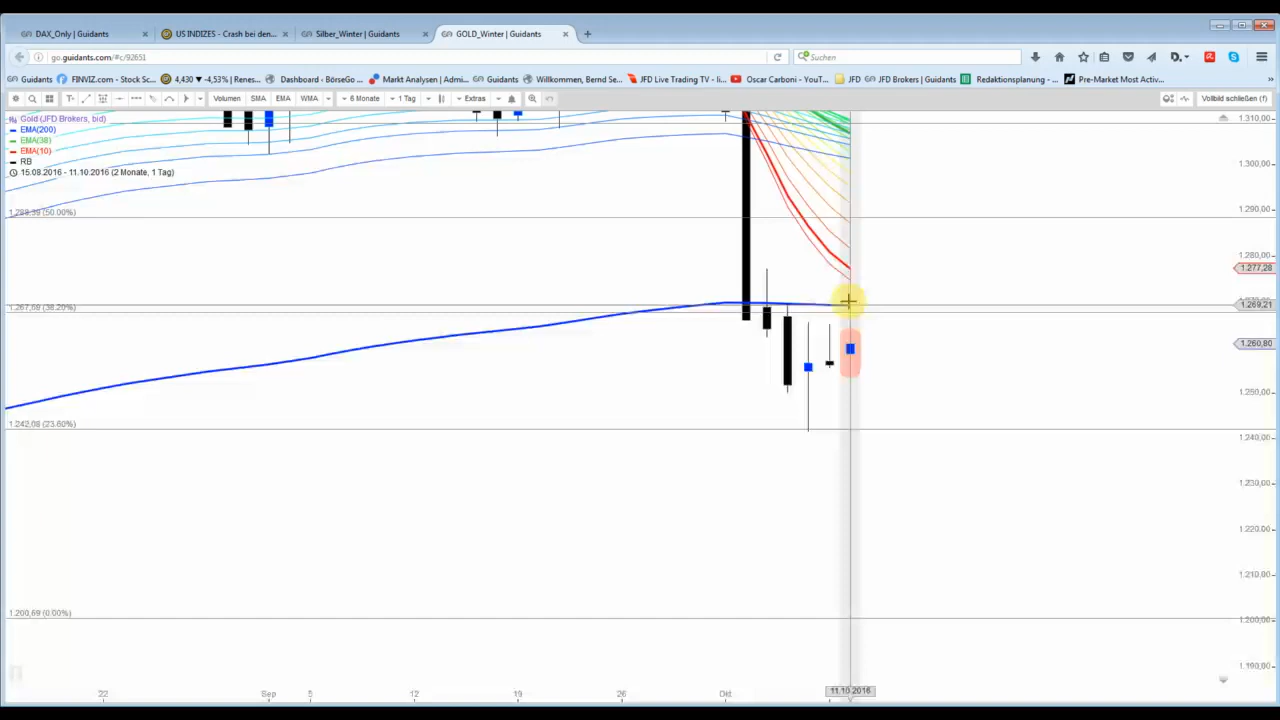 DAX_Only | Guidants
US INDIZES - Crash bei den...
Silber_Winter | Guidants
GOLD_Winter | Guidants
go.guidants.com/#c/92651
Suchen
Guidants FINVIZ.com - Stock Sc... 4,430 ▼ -4,53% | Renes... Dashboard - BörseGo ... Markt Analysen | Admi... Guidants Willkommen, Bernd Se... JFD Live Trading TV - li... Oscar Carboni - YouT... JFD JFD Brokers | Guidants Redaktionsplanung - ... Pre-Market Most Activ...
Volumen SMA EMA WMA 6 Monate 1 Tag Extras Vollbild schließen (f)
Gold (JFD Brokers, bid)
EMA(200)
EMA(38)
EMA(10)
RB
15.08.2016 - 11.10.2016 (2 Monate, 1 Tag)
1.310,00
1.300,00
1.290,00
1.280,00
1.277,28
1.269,21
1.260,80
1.250,00
1.240,00
1.230,00
1.220,00
1.210,00
1.200,00
1.190,00
1.267,59 (38.20%)
1.242,08 (23.60%)
1.200,69 (0.00%)
22 Sep 5 12 19 26 Okt 11.10.2016